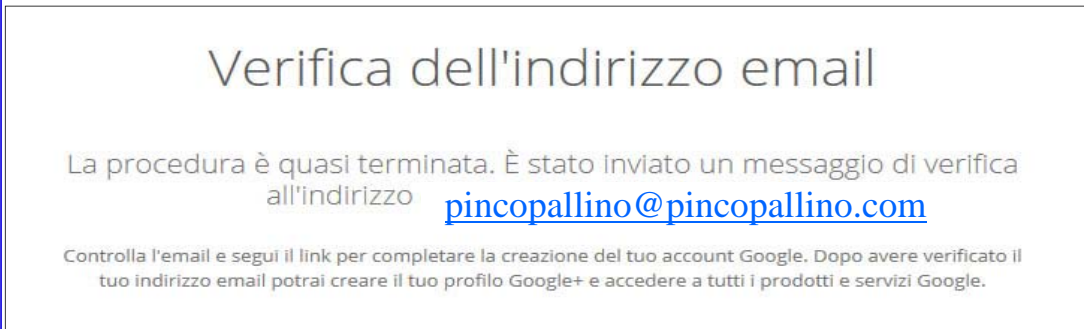 Verifica dell'indirizzo email
La procedura è quasi terminata. È stato inviato un messaggio di verifica
all'indirizzo pincopallino@pincopallino.com
Controlla l'email e segui il link per completare la creazione del tuo account Google. Dopo avere verificato il
tuo indirizzo email potrai creare il tuo profilo Google+ e accedere a tutti i prodotti e servizi Google.